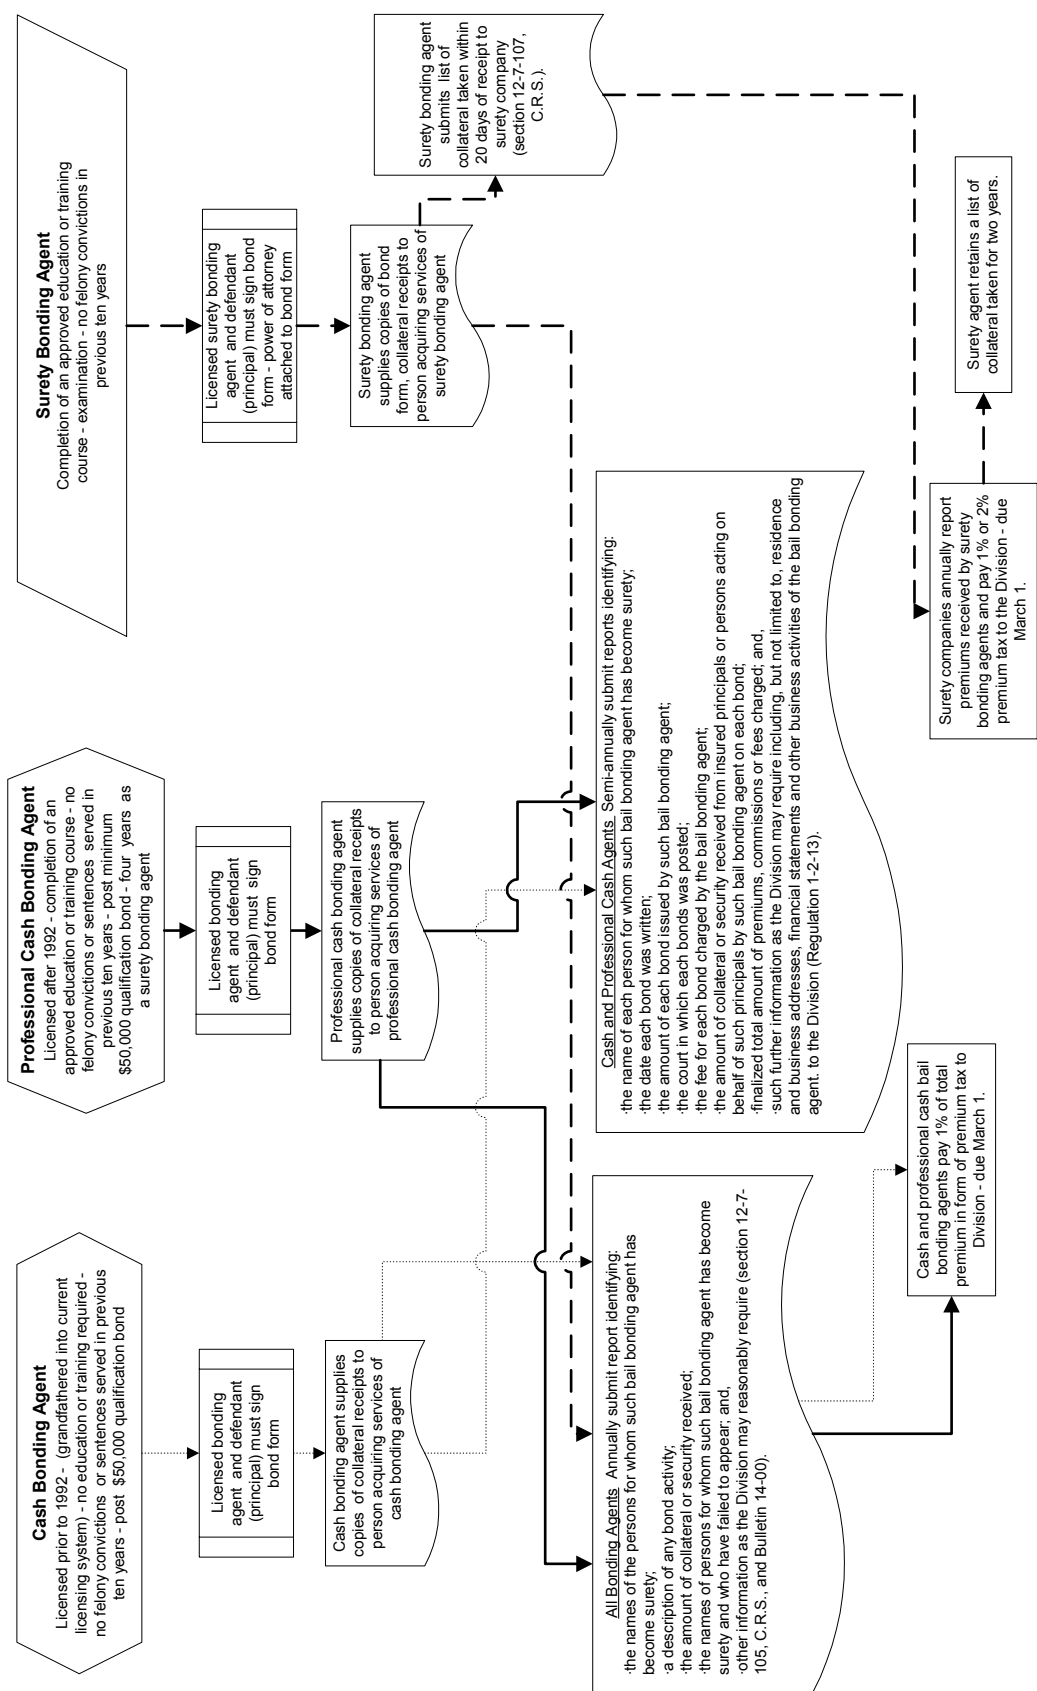 Cash Bonding Agent
Licensed prior to 1992 - (grandfathered into current
licensing system) - no education or training required -
no felony convictions or sentences served in previous
ten years - post $50,000 qualification bond
Licensed bonding
agent and defendant
(principal) must sign
bond form
Cash bonding agent supplies
copies of collateral receipts to
person acquiring services of
cash bonding agent
Professional Cash Bonding Agent
Licensed after 1992 - completion of an
approved education or training course - no
felony convictions or sentences served in
previous ten years - post minimum
$50,000 qualification bond - four years as
a surety bonding agent
Licensed bonding
agent and defendant
(principal) must sign
bond form
Professional cash bonding agent
supplies copies of collateral receipts
to person acquiring services of
professional cash bonding agent
Surety Bonding Agent
Completion of an approved education or training
course - examination - no felony convictions in
previous ten years
Licensed surety bonding
agent and defendant
(principal) must sign bond
form - power of attorney
attached to bond form
Surety bonding agent
supplies copies of bond
form, collateral receipts to
person acquiring services of
surety bonding agent
Surety bonding agent
submits list of
collateral taken within
20 days of receipt to
surety company
(section 12-7-107,
C.R.S.).
All Bonding Agents Annually submit report identifying:
·the names of the persons for whom such bail bonding agent has
become surety;
·a description of any bond activity;
·the amount of collateral or security received;
·the names of persons for whom such bail bonding agent has become
surety and who have failed to appear; and,
·other information as the Division may reasonably require (section 12-7-
105, C.R.S., and Bulletin 14-00).
Cash and Professional Cash Agents Semi-annually submit reports identifying:
·the name of each person for whom such bail bonding agent has become surety;
·the date each bond was written;
·the amount of each bond issued by such bail bonding agent;
·the court in which each bonds was posted;
·the fee for each bond charged by the bail bonding agent;
·the amount of collateral or security received from insured principals or persons acting on
behalf of such principals by such bail bonding agent on each bond;
·finalized total amount of premiums, commissions or fees charged; and,
·such further information as the Division may require including, but not limited to, residence
and business addresses, financial statements and other business activities of the bail bonding
agent. to the Division (Regulation 1-2-13).
Cash and professional cash bail
bonding agents pay 1% of total
premium in form of premium tax to
Division - due March 1.
Surety companies annually report
premiums received by surety
bonding agents and pay 1% or 2%
premium tax to the Division - due
March 1.
Surety agent retains a list of
collateral taken for two years.